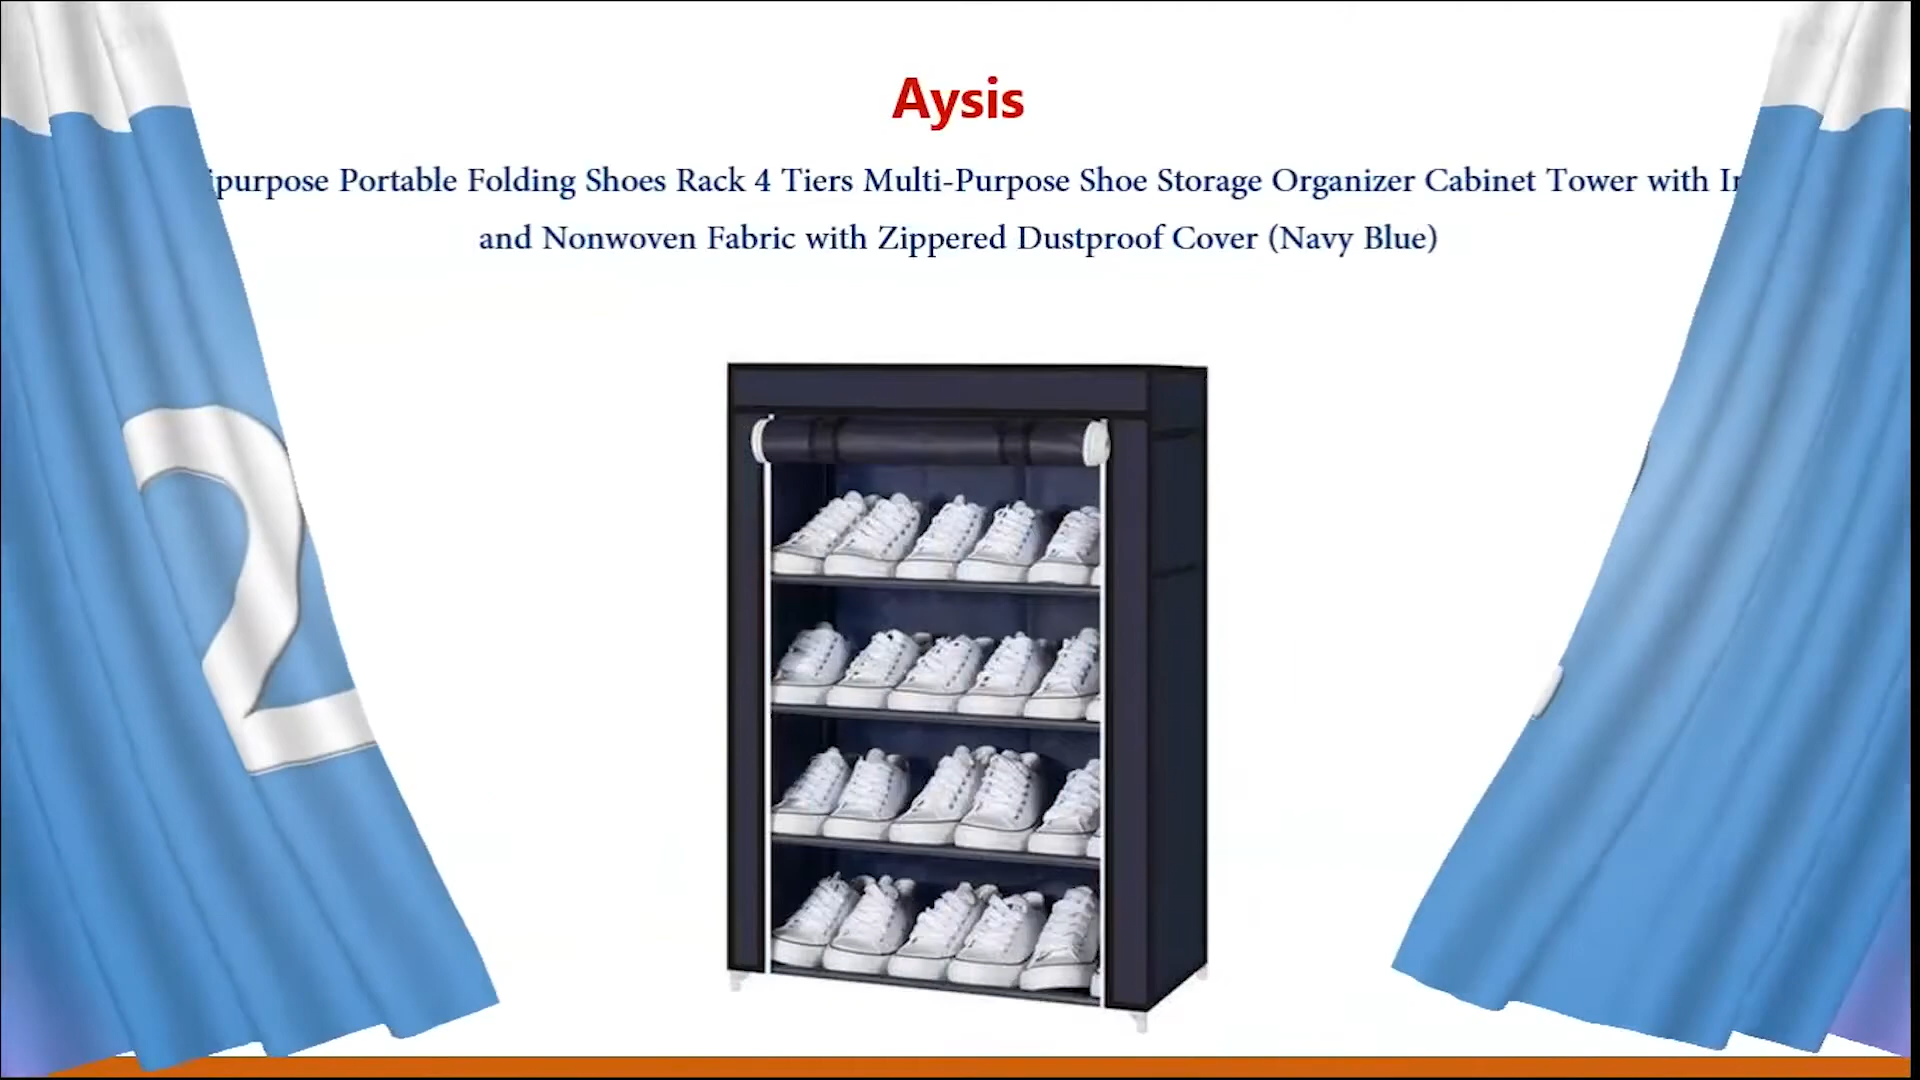 Aysis
Portable Folding Shoes Rack 4 Tiers Multi-Purpose Shoe Storage Organizer Cabinet Tower with
and Nonwoven Fabric with Zippered Dustproof Cover (Navy Blue)
2